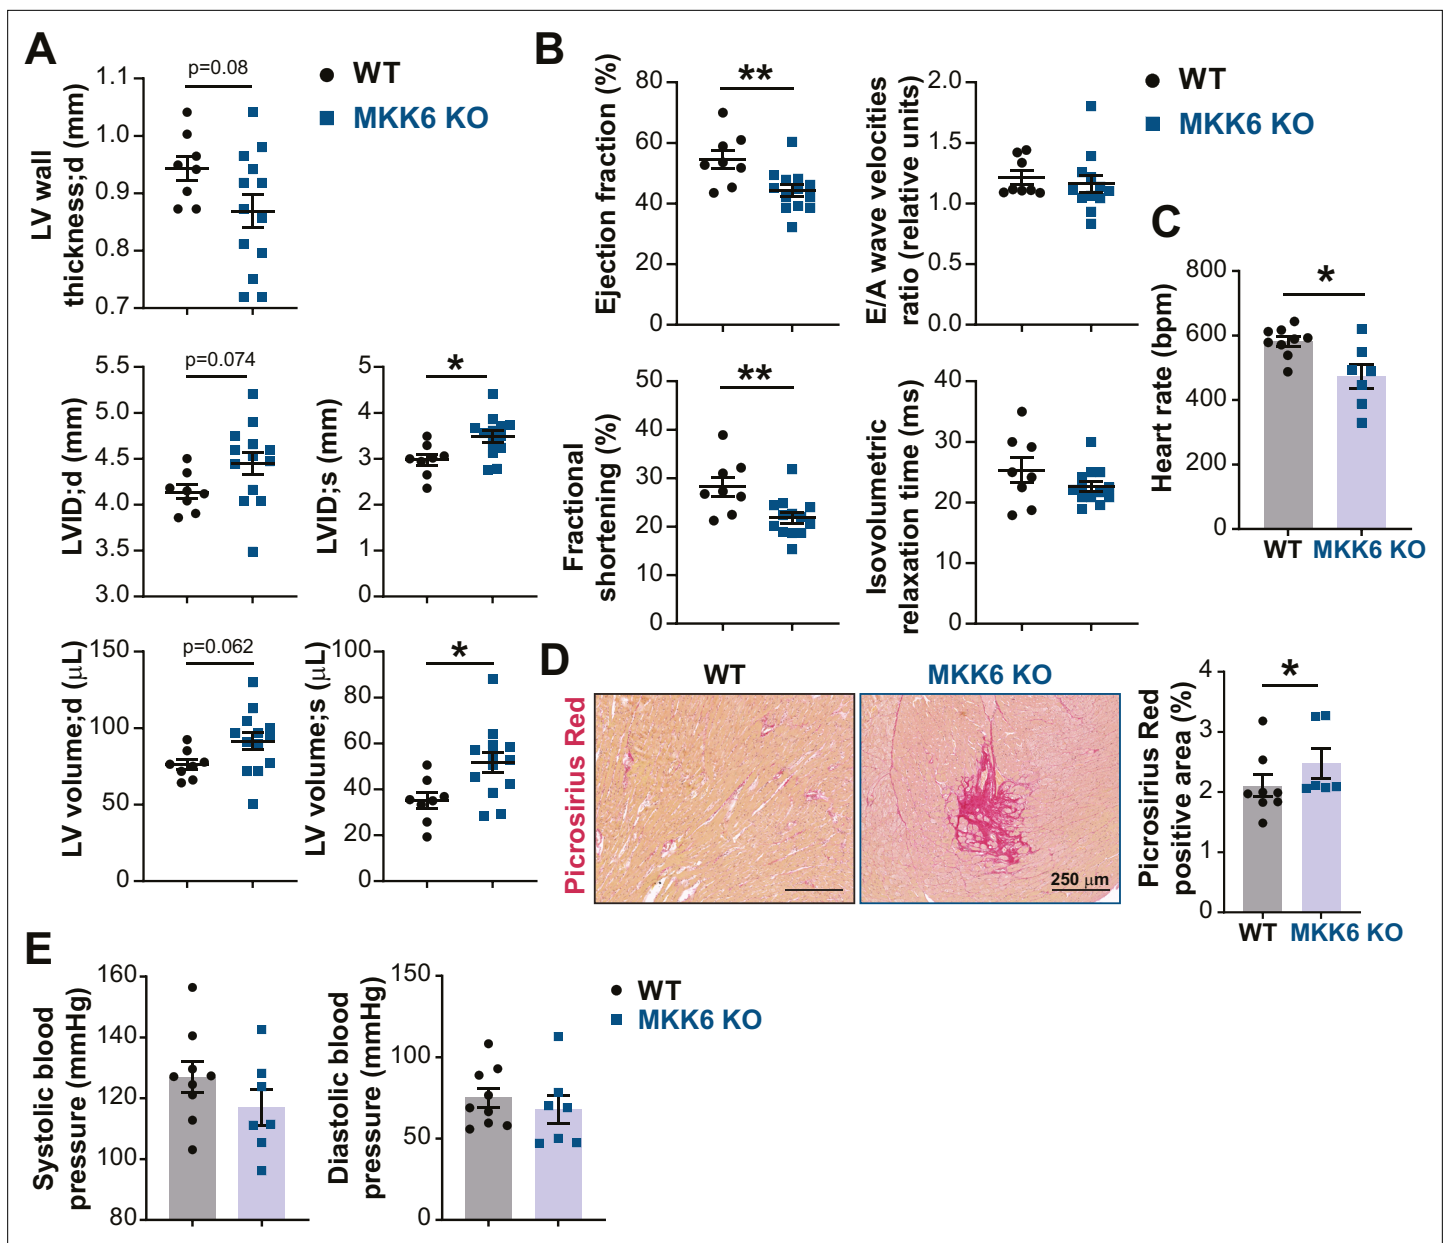 A
WT
MKK6 KO
LV wall
thickness;d (mm)
1.1
1.0
0.9
0.8
0.7
p=0.08
LVID;d (mm)
5.5
5.0
4.5
4.0
3.5
3.0
p=0.074
LVID;s (mm)
5
4
3
2
1
0
*
LV volume;d (μL)
150
100
50
0
p=0.062
LV volume;s (μL)
100
80
60
40
20
0
*
B
WT
MKK6 KO
Ejection fraction (%)
80
60
40
20
0
**
E/A wave velocities
ratio (relative units)
2.0
1.5
1.0
0.5
0.0
Fractional
shortening (%)
50
40
30
20
10
0
**
Isovolumetric
relaxation time (ms)
40
30
20
10
0
C
Heart rate (bpm)
800
600
400
200
0
*
WT MKK6 KO
D
Picrosirius Red
WT
MKK6 KO
250 μm
Picrosirius Red
positive area (%)
4
3
2
1
0
*
WT MKK6 KO
E
Systolic blood
pressure (mmHg)
160
140
120
100
80
Diastolic blood
pressure (mmHg)
150
100
50
0
WT
MKK6 KO